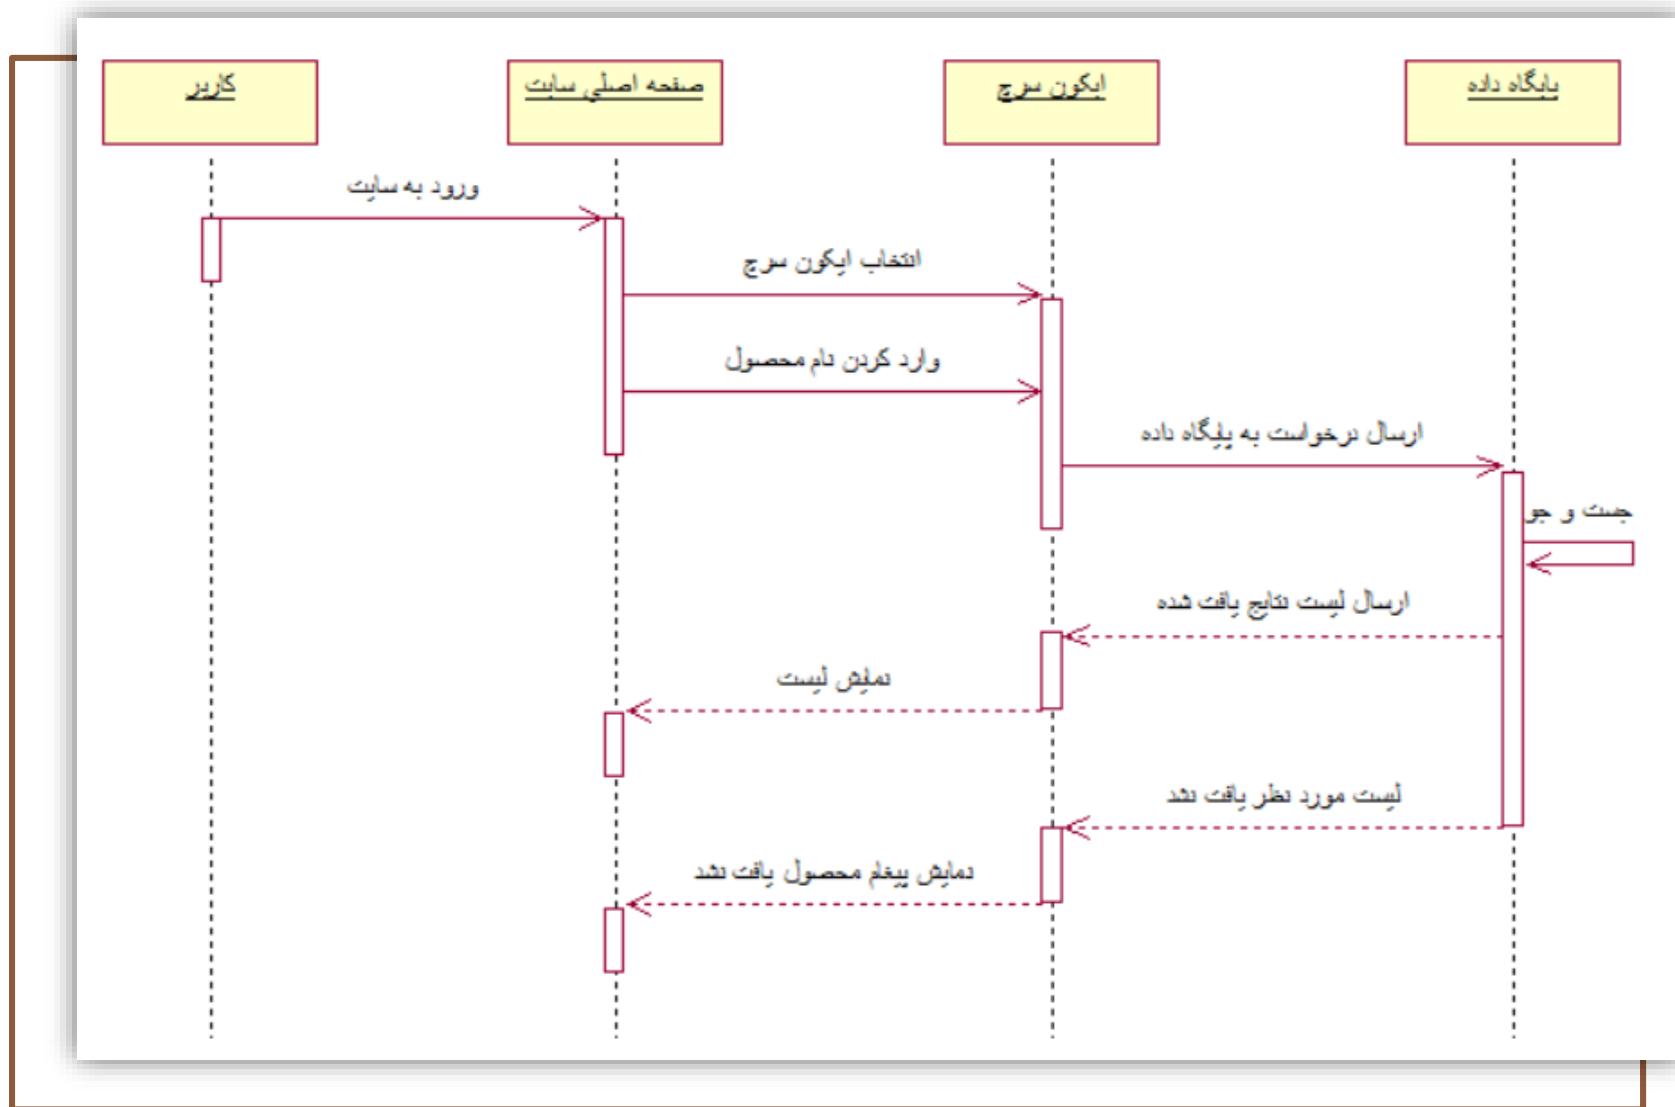 کاربر
صفحه اصلی سایت
ایکون سرچ
پایگاه داده
ورود به سایت
انتخاب ایکون سرچ
وارد کردن نام محصول
ارسال درخواست به پایگاه داده
جست و جو
ارسال لیست نتایج یافت شده
نمایش لیست
لیست مورد نظر یافت نشد
نمایش پیغام محصول یافت نشد